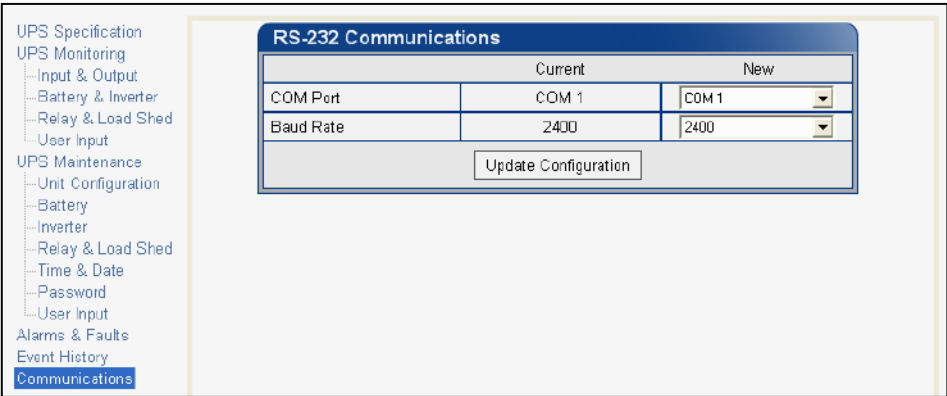 UPS Specification
UPS Monitoring
Input & Output
Battery & Inverter
Relay & Load Shed
User Input
UPS Maintenance
Unit Configuration
Battery
Inverter
Relay & Load Shed
Time & Date
Password
User Input
Alarms & Faults
Event History
Communications
RS-232 Communications
Current New
COM Port COM 1 COM 1
Baud Rate 2400 2400
Update Configuration